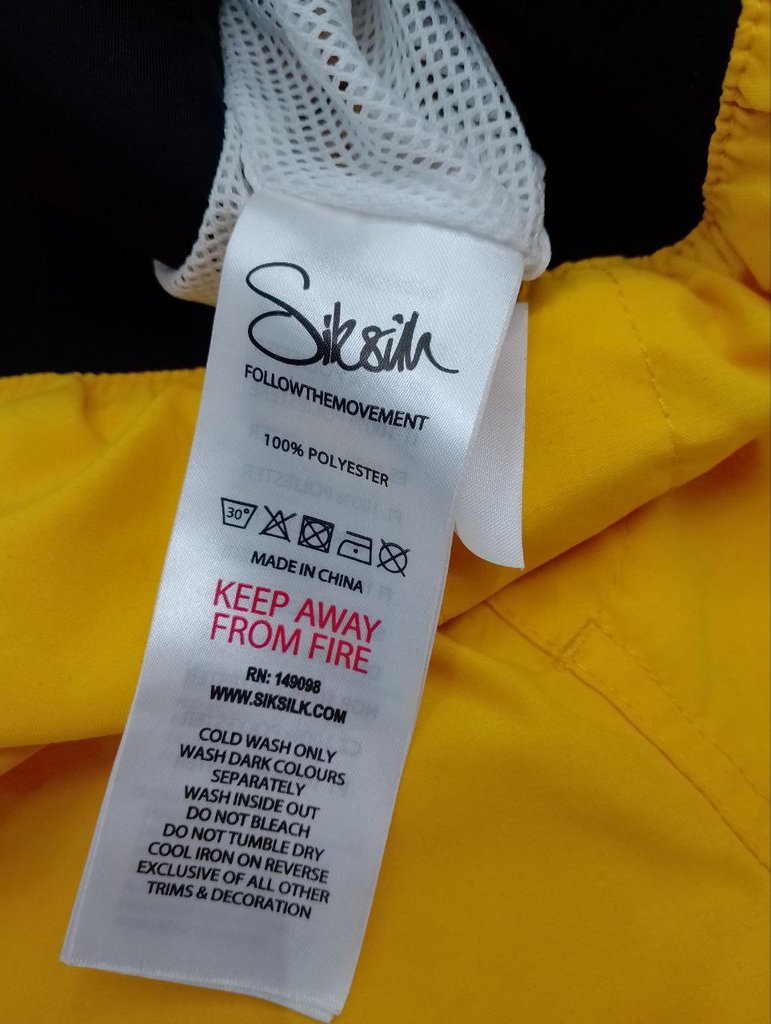 SikSilk
FOLLOWTHEMOVEMENT
100% POLYESTER
30°
MADE IN CHINA
KEEP AWAY
FROM FIRE
RN: 149098
WWW.SIKSILK.COM
COLD WASH ONLY
WASH DARK COLOURS
SEPARATELY
WASH INSIDE OUT
DO NOT BLEACH
DO NOT TUMBLE DRY
COOL IRON ON REVERSE
EXCLUSIVE OF ALL OTHER
TRIMS & DECORATION